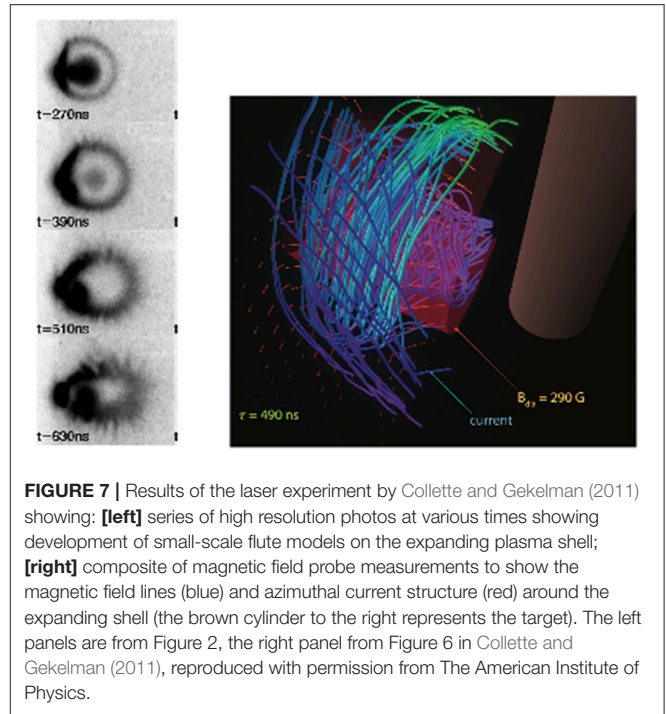 t=270ns
t
t=390ns
t
t=510ns
t
t=630ns
t
τ = 490 ns
current
FIGURE 7 | Results of the laser experiment by Collette and Gekelman (2011)
showing: [left] series of high resolution photos at various times showing
development of small-scale flute models on the expanding plasma shell;
[right] composite of magnetic field probe measurements to show the
magnetic field lines (blue) and azimuthal current structure (red) around the
expanding shell (the brown cylinder to the right represents the target). The left
panels are from Figure 2, the right panel from Figure 6 in Collette and
Gekelman (2011), reproduced with permission from The American Institute of
Physics.